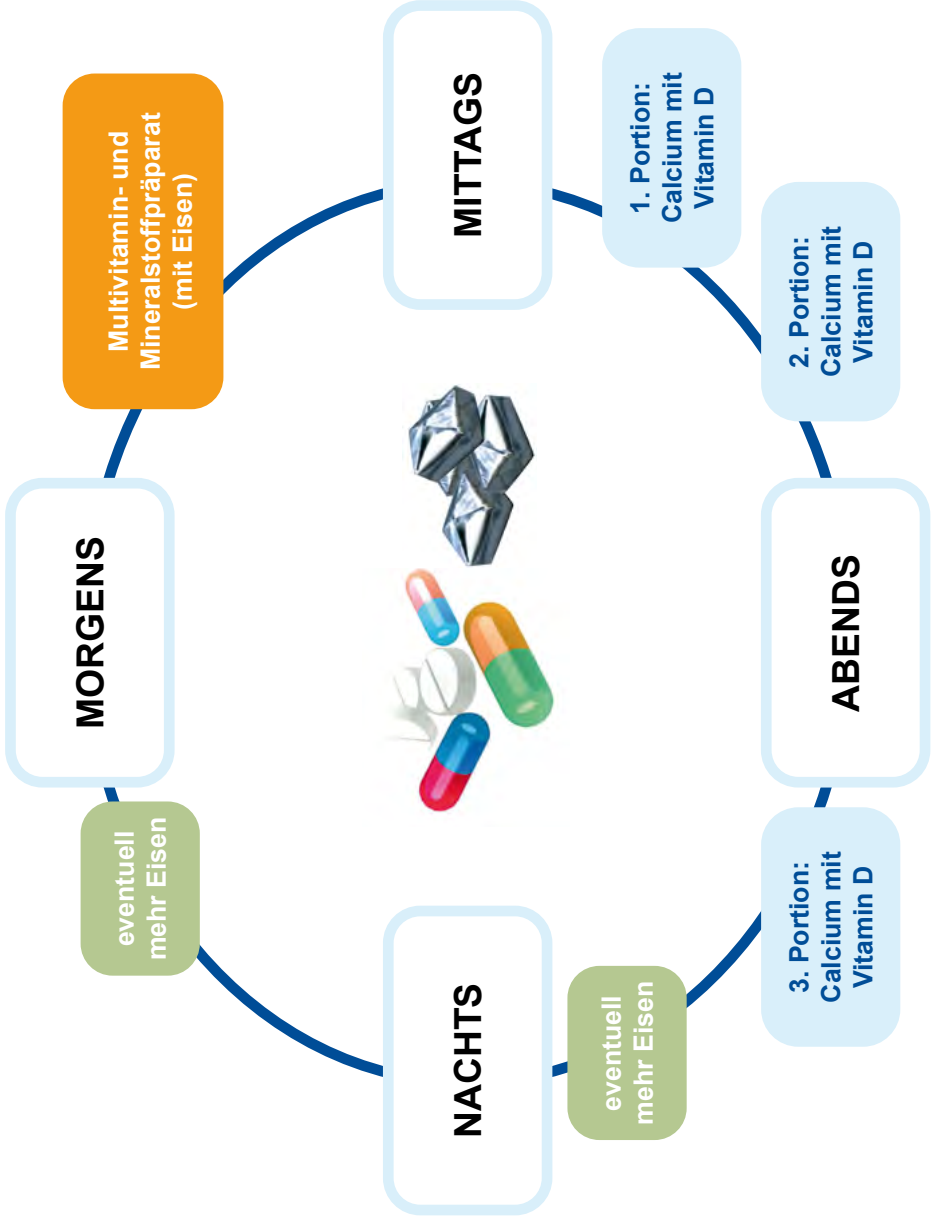 MORGENS
Multivitamin- und
Mineralstoffpräparat
(mit Eisen)
MITTAGS
1. Portion:
Calcium mit
Vitamin D
2. Portion:
Calcium mit
Vitamin D
ABENDS
3. Portion:
Calcium mit
Vitamin D
eventuell
mehr Eisen
NACHTS
eventuell
mehr Eisen